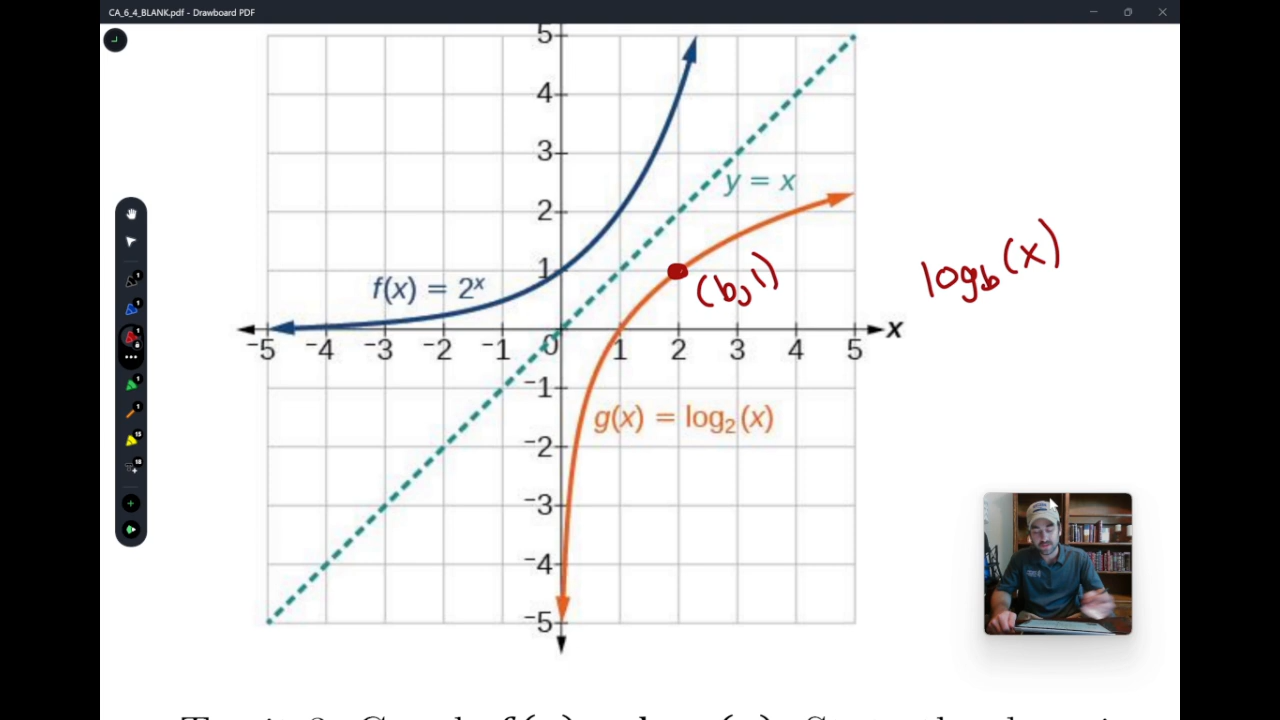 CA_6_4_BLANK.pdf - Drawboard PDF
5
4
3
y = x
2
log_b(x)
1
(b, 1)
f(x) = 2^x
-5 -4 -3 -2 -1 0 1 2 3 4 5 x
-1
g(x) = log_2(x)
-2
-3
-4
-5